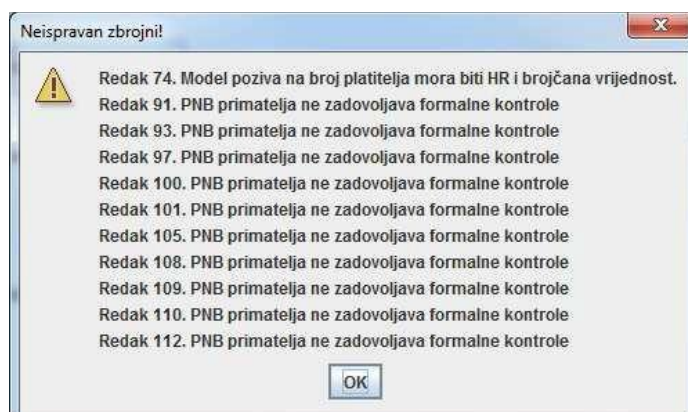 Neispravan zbrojni!
Redak 74. Model poziva na broj platitelja mora biti HR i brojčana vrijednost.
Redak 91. PNB primatelja ne zadovoljava formalne kontrole
Redak 93. PNB primatelja ne zadovoljava formalne kontrole
Redak 97. PNB primatelja ne zadovoljava formalne kontrole
Redak 100. PNB primatelja ne zadovoljava formalne kontrole
Redak 101. PNB primatelja ne zadovoljava formalne kontrole
Redak 105. PNB primatelja ne zadovoljava formalne kontrole
Redak 108. PNB primatelja ne zadovoljava formalne kontrole
Redak 109. PNB primatelja ne zadovoljava formalne kontrole
Redak 110. PNB primatelja ne zadovoljava formalne kontrole
Redak 112. PNB primatelja ne zadovoljava formalne kontrole
OK